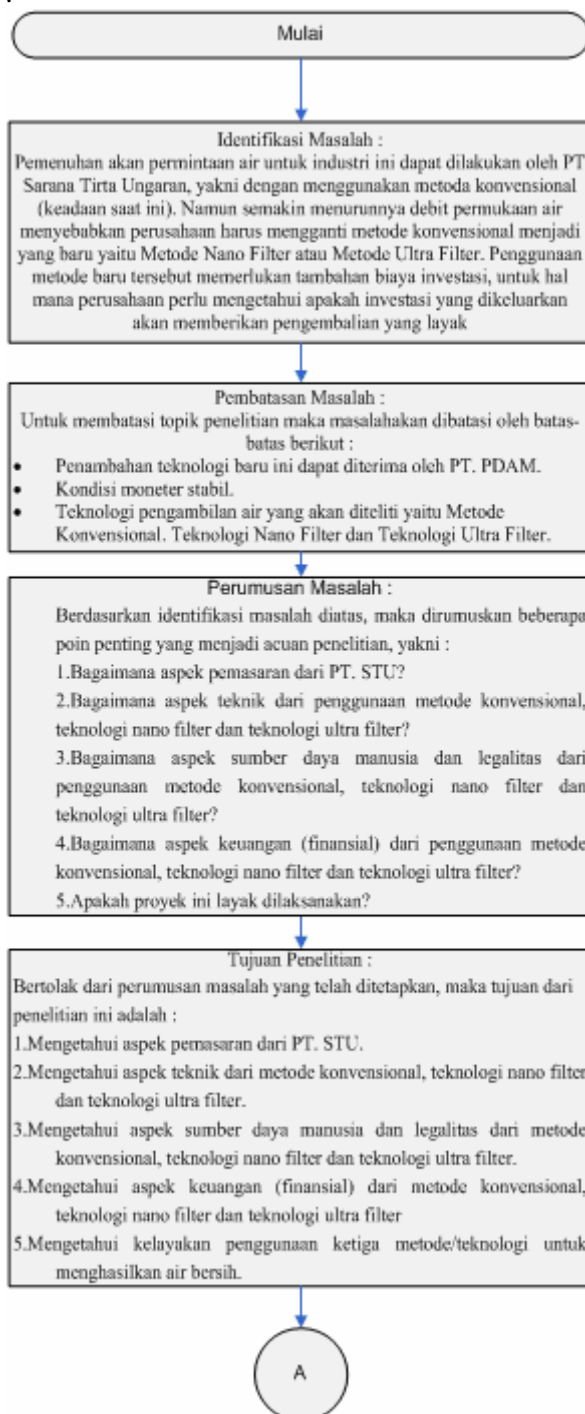 Mulai
Identifikasi Masalah :
Pemenuhan akan permintaan air untuk industri ini dapat dilakukan oleh PT
Sarana Tirta Ungaran, yakni dengan menggunakan metoda konvensional
(keadaan saat ini). Namun semakin menurunnya debit permukaan air
menyebabkan perusahaan harus mengganti metode konvensional menjadi
yang baru yaitu Metode Nano Filter atau Metode Ultra Filter. Penggunaan
metode baru tersebut memerlukan tambahan biaya investasi, untuk hal
mana perusahaan perlu mengetahui apakah investasi yang dikeluarkan
akan memberikan pengembalian yang layak
Pembatasan Masalah :
Untuk membatasi topik penelitian maka masalahakan dibatasi oleh batas-
batas berikut :
• Penambahan teknologi baru ini dapat diterima oleh PT. PDAM.
• Kondisi moneter stabil.
• Teknologi pengambilan air yang akan diteliti yaitu Metode
Konvensional. Teknologi Nano Filter dan Teknologi Ultra Filter.
Perumusan Masalah :
Berdasarkan identifikasi masalah diatas, maka dirumuskan beberapa
poin penting yang menjadi acuan penelitian, yakni :
1.Bagaimana aspek pemasaran dari PT. STU?
2.Bagaimana aspek teknik dari penggunaan metode konvensional,
teknologi nano filter dan teknologi ultra filter?
3.Bagaimana aspek sumber daya manusia dan legalitas dari
penggunaan metode konvensional, teknologi nano filter dan
teknologi ultra filter?
4.Bagaimana aspek keuangan (finansial) dari penggunaan metode
konvensional, teknologi nano filter dan teknologi ultra filter?
5.Apakah proyek ini layak dilaksanakan?
Tujuan Penelitian :
Bertolak dari perumusan masalah yang telah ditetapkan, maka tujuan dari
penelitian ini adalah :
1.Mengetahui aspek pemasaran dari PT. STU.
2.Mengetahui aspek teknik dari metode konvensional, teknologi nano filter
dan teknologi ultra filter.
3.Mengetahui aspek sumber daya manusia dan legalitas dari metode
konvensional, teknologi nano filter dan teknologi ultra filter.
4.Mengetahui aspek keuangan (finansial) dari metode konvensional,
teknologi nano filter dan teknologi ultra filter
5.Mengetahui kelayakan penggunaan ketiga metode/teknologi untuk
menghasilkan air bersih.
A